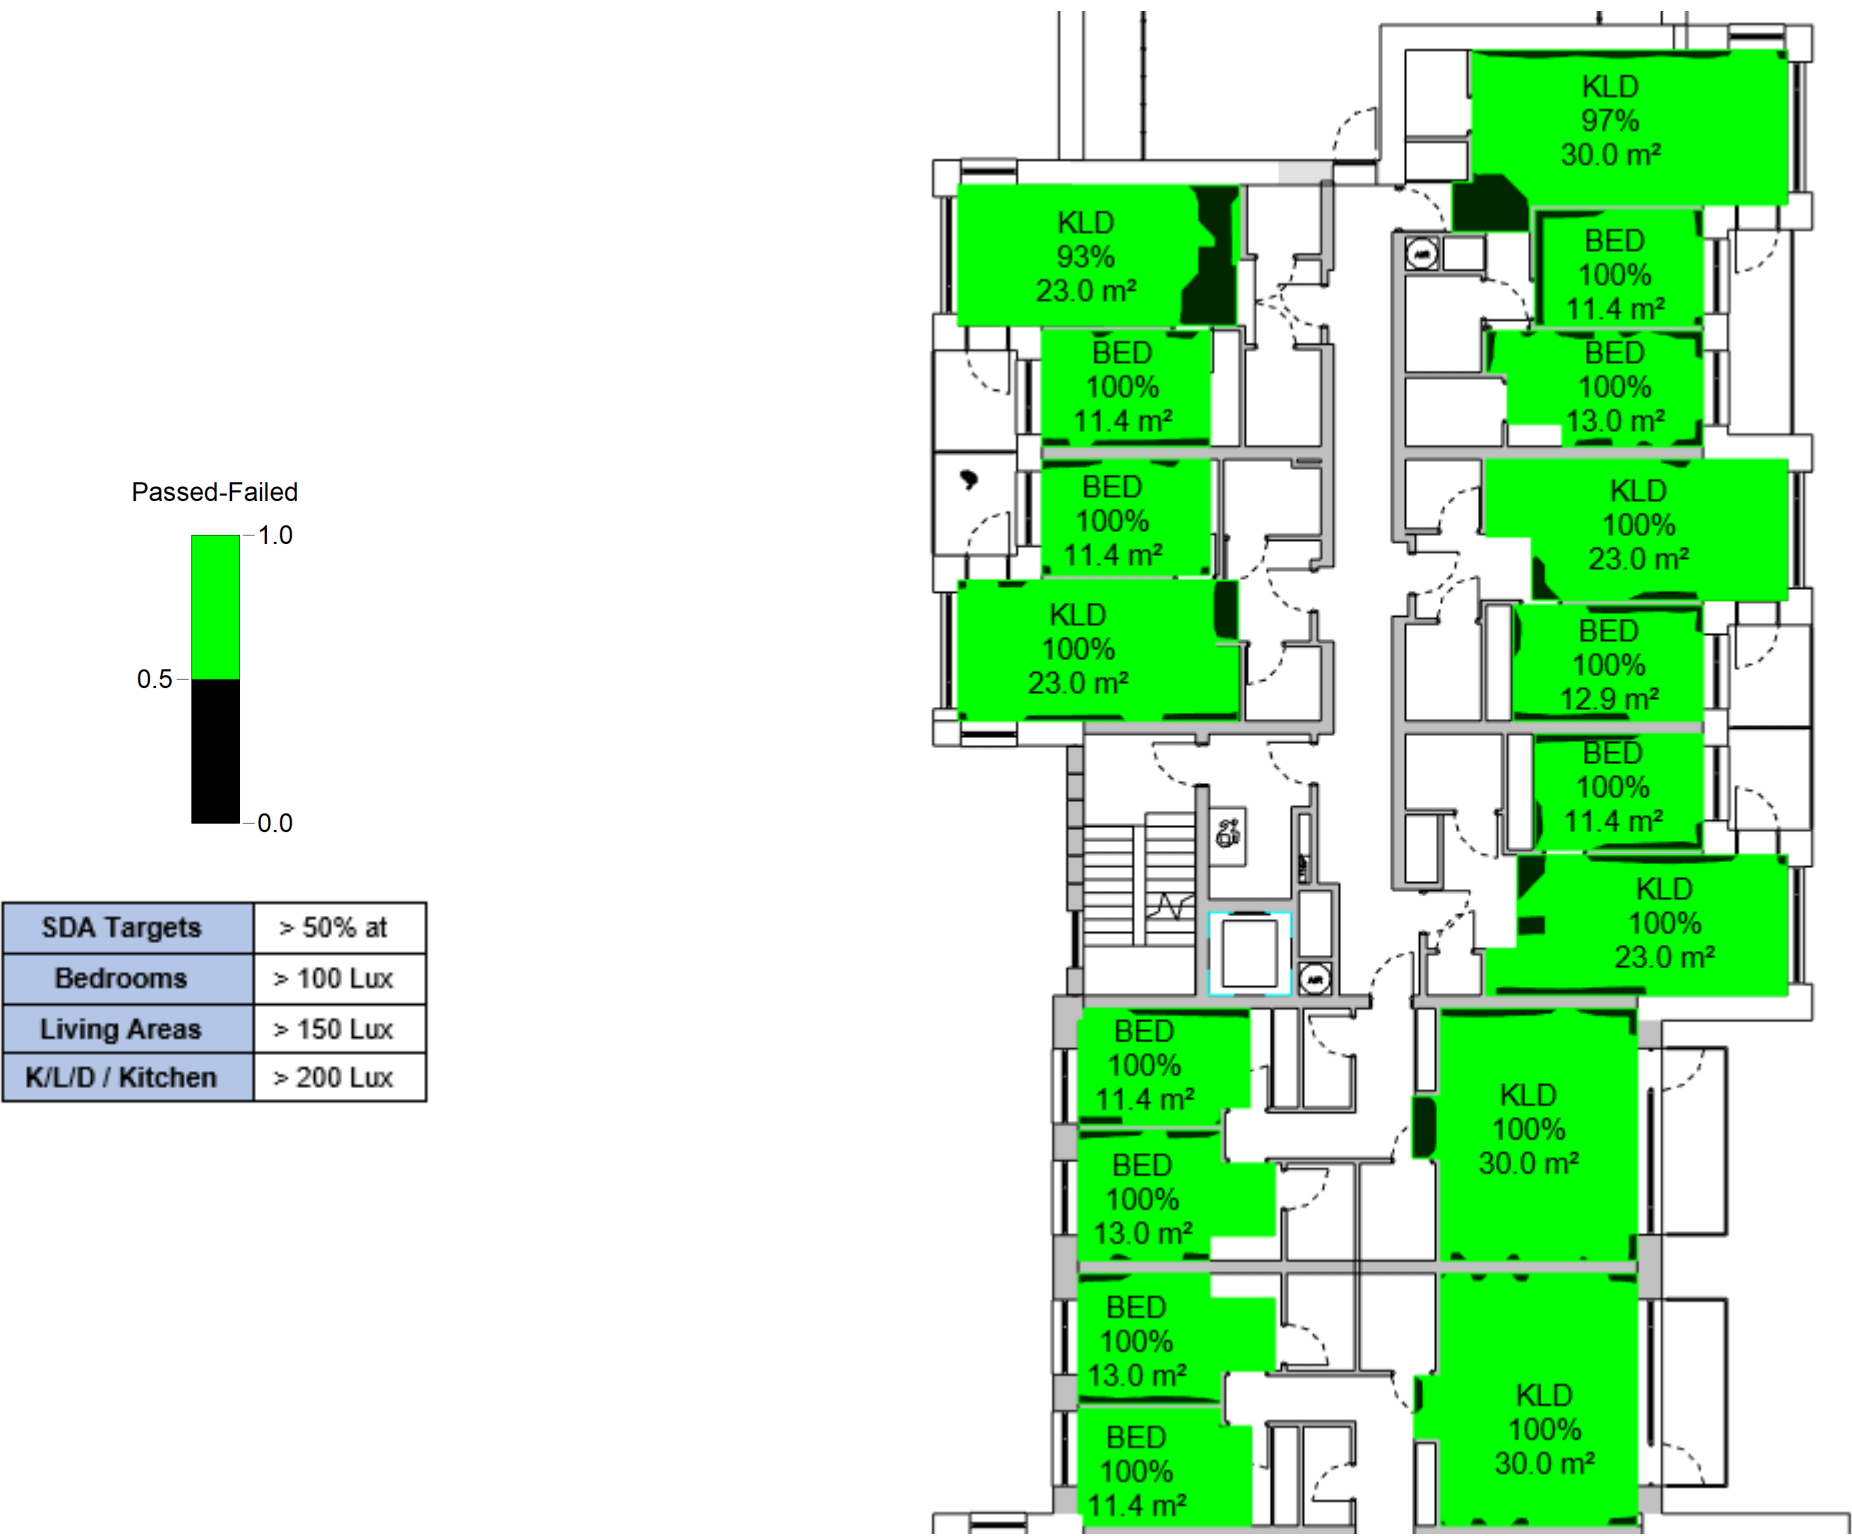 Passed-Failed
1.0
0.5
0.0
SDA Targets > 50% at
Bedrooms > 100 Lux
Living Areas > 150 Lux
K/L/D / Kitchen > 200 Lux
KLD
97%
30.0 m²
KLD
93%
23.0 m²
BED
100%
11.4 m²
BED
100%
11.4 m²
BED
100%
13.0 m²
BED
100%
11.4 m²
KLD
100%
23.0 m²
KLD
100%
23.0 m²
BED
100%
12.9 m²
BED
100%
11.4 m²
KLD
100%
23.0 m²
BED
100%
11.4 m²
KLD
100%
30.0 m²
BED
100%
13.0 m²
BED
100%
13.0 m²
KLD
100%
30.0 m²
BED
100%
11.4 m²